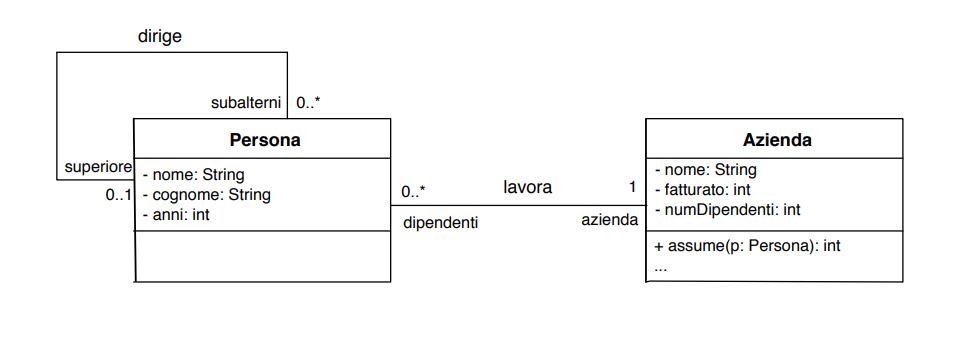 dirige
subalterni 0..*
Persona
superiore
0..1
- nome: String
- cognome: String
- anni: int
0..* lavora 1
dipendenti azienda
Azienda
- nome: String
- fatturato: int
- numDipendenti: int
+ assume(p: Persona): int
...